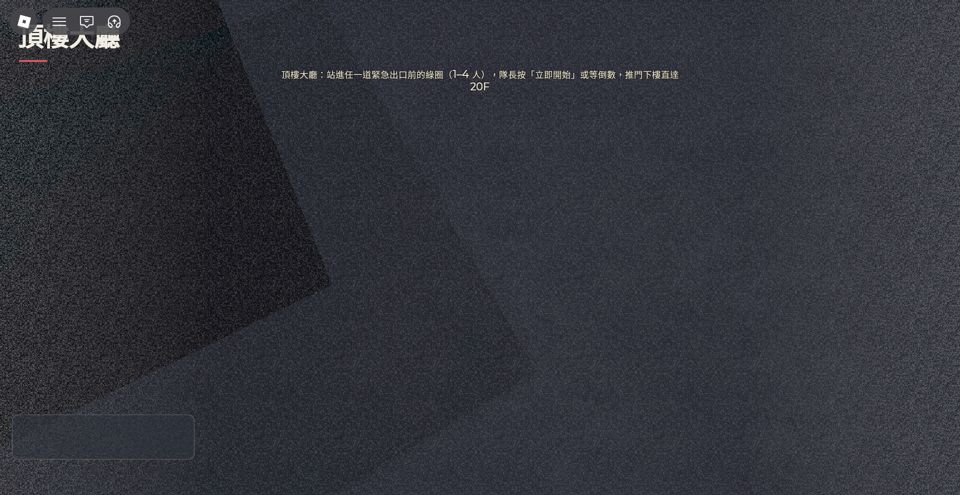 頂樓大廳
頂樓大廳：站進任一道緊急出口前的綠圈（1–4 人），隊長按「立即開始」或等倒數，推門下樓直達
20F